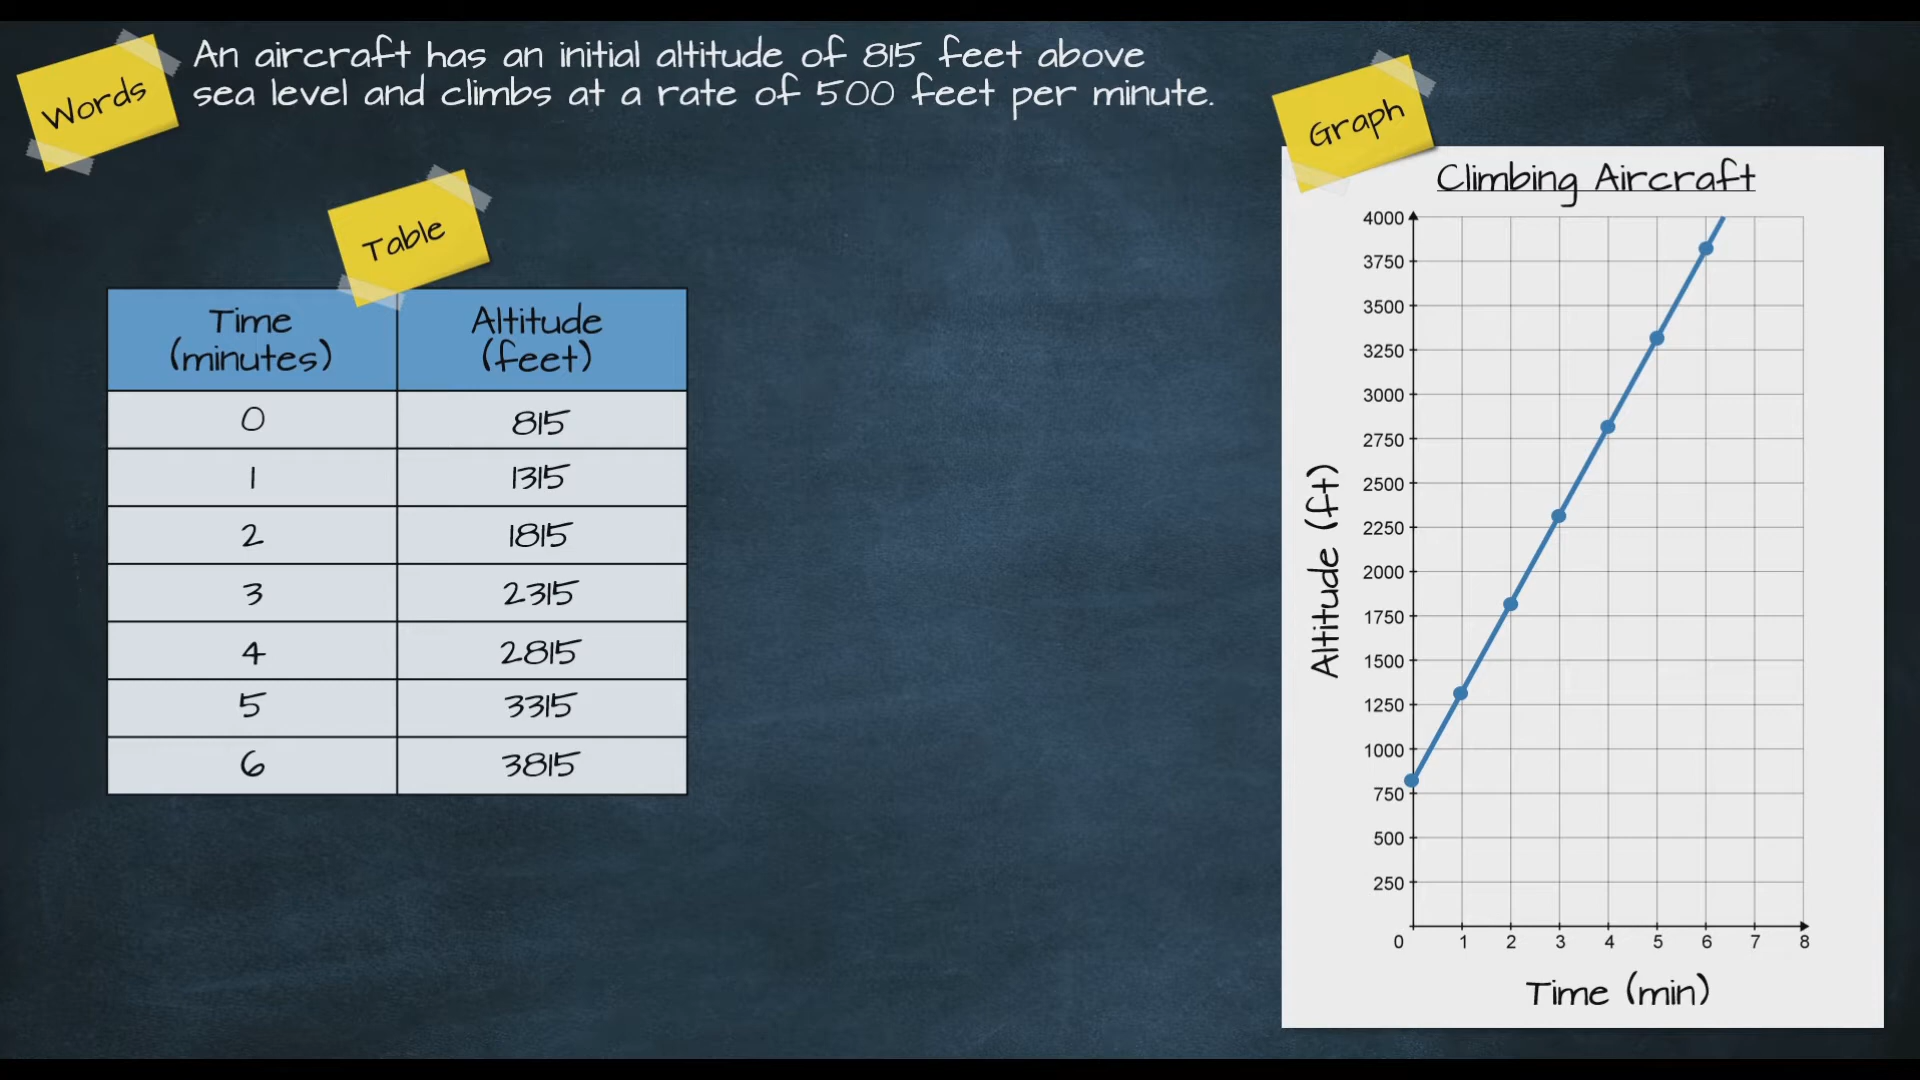 Words
An aircraft has an initial altitude of 815 feet above
sea level and climbs at a rate of 500 feet per minute.
Table
Time
(minutes)
Altitude
(feet)
0 815
1 1315
2 1815
3 2315
4 2815
5 3315
6 3815
Graph
Climbing Aircraft
Altitude (ft)
4000
3750
3500
3250
3000
2750
2500
2250
2000
1750
1500
1250
1000
750
500
250
0 1 2 3 4 5 6 7 8
Time (min)